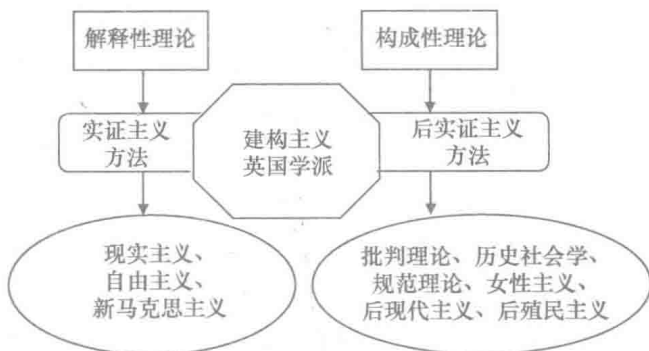 解释性理论
构成性理论
实证主义
方法
建构主义
英国学派
后实证主义
方法
现实主义、
自由主义、
新马克思主义
批判理论、历史社会学、
规范理论、女性主义、
后现代主义、后殖民主义